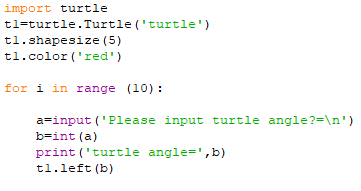 import turtle
t1=turtle.Turtle('turtle')
t1.shapesize(5)
t1.color('red')
for i in range (10):
a=input('Please input turtle angle?=\n')
b=int(a)
print('turtle angle=',b)
t1.left(b)